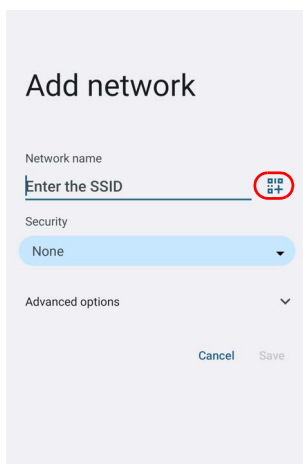 Add network
Network name
Enter the SSID
Security
None
Advanced options
Cancel Save